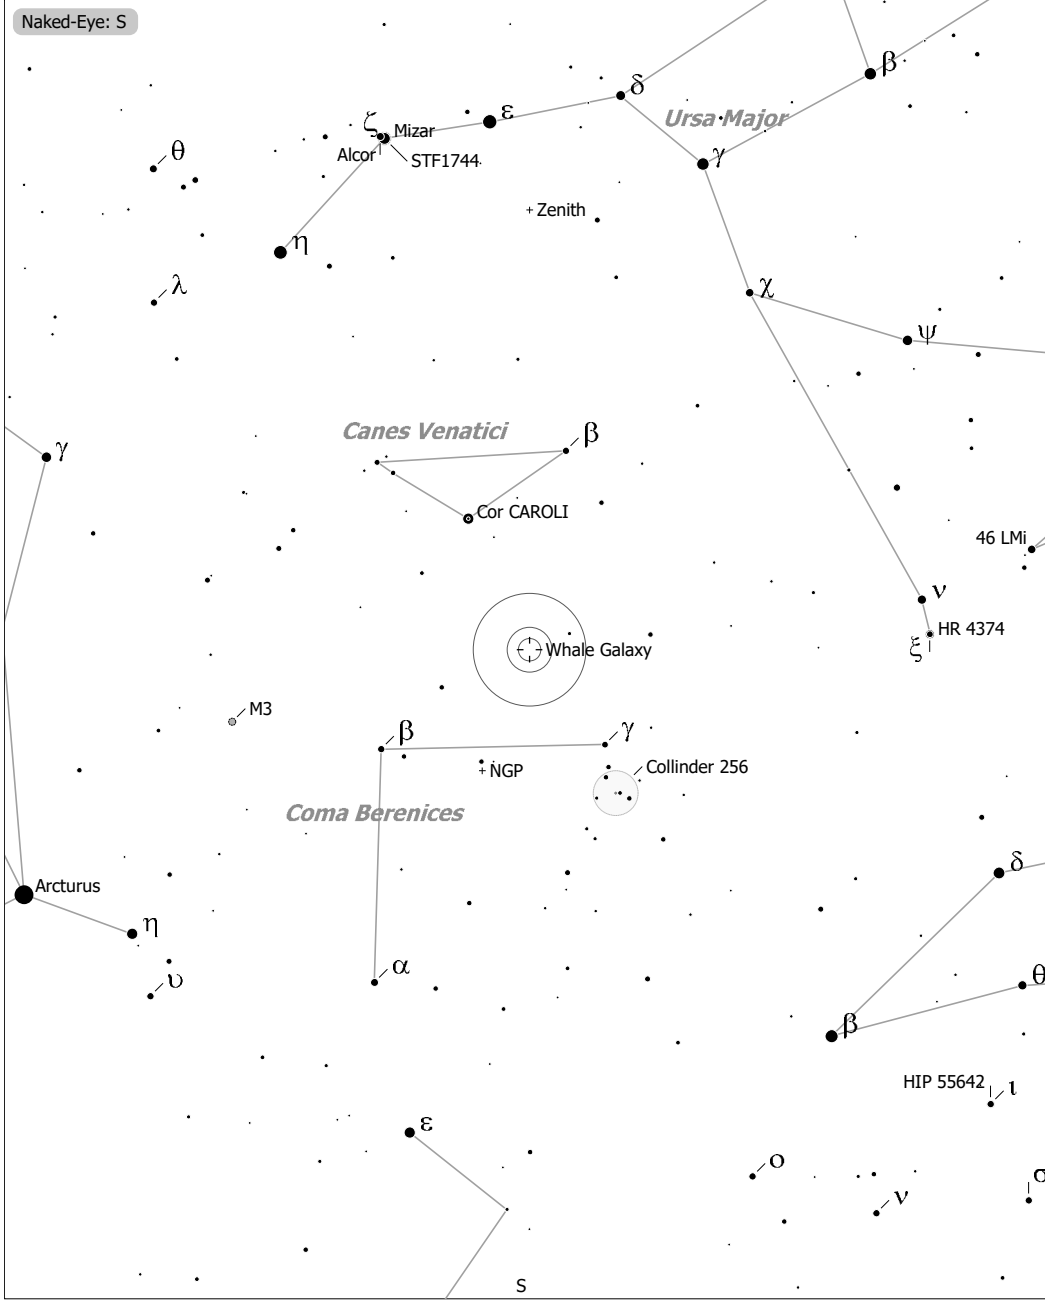 Naked-Eye: S
β
δ
ε
Ursa Major
ζ
Mizar
Alcor
STF1744
γ
θ
Zenith
η
λ
χ
ψ
Canes Venatici
β
γ
Cor CAROLI
46 LMi
ν
HR 4374
ξ
Whale Galaxy
M3
β
γ
NGP
Collinder 256
Coma Berenices
δ
Arcturus
η
α
υ
θ
β
HIP 55642
ι
ε
ο
σ
ν
S